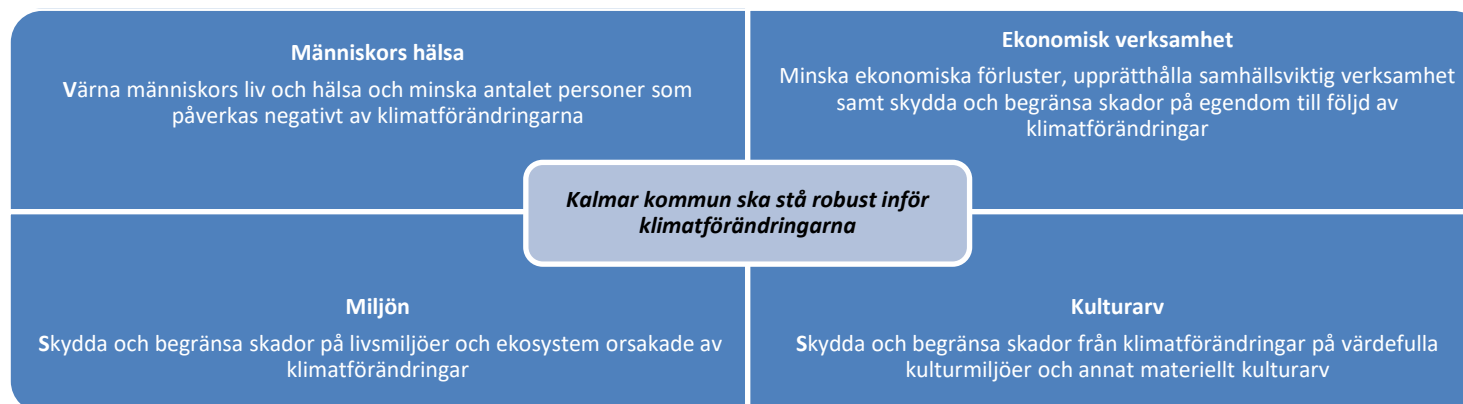 Människors hälsa
Värna människors liv och hälsa och minska antalet personer som
påverkas negativt av klimatförändringarna
Ekonomisk verksamhet
Minska ekonomiska förluster, upprätthålla samhällsviktig verksamhet
samt skydda och begränsa skador på egendom till följd av
klimatförändringar
Kalmar kommun ska stå robust inför
klimatförändringarna
Miljön
Skydda och begränsa skador på livsmiljöer och ekosystem orsakade av
klimatförändringar
Kulturarv
Skydda och begränsa skador från klimatförändringar på värdefulla
kulturmiljöer och annat materiellt kulturarv